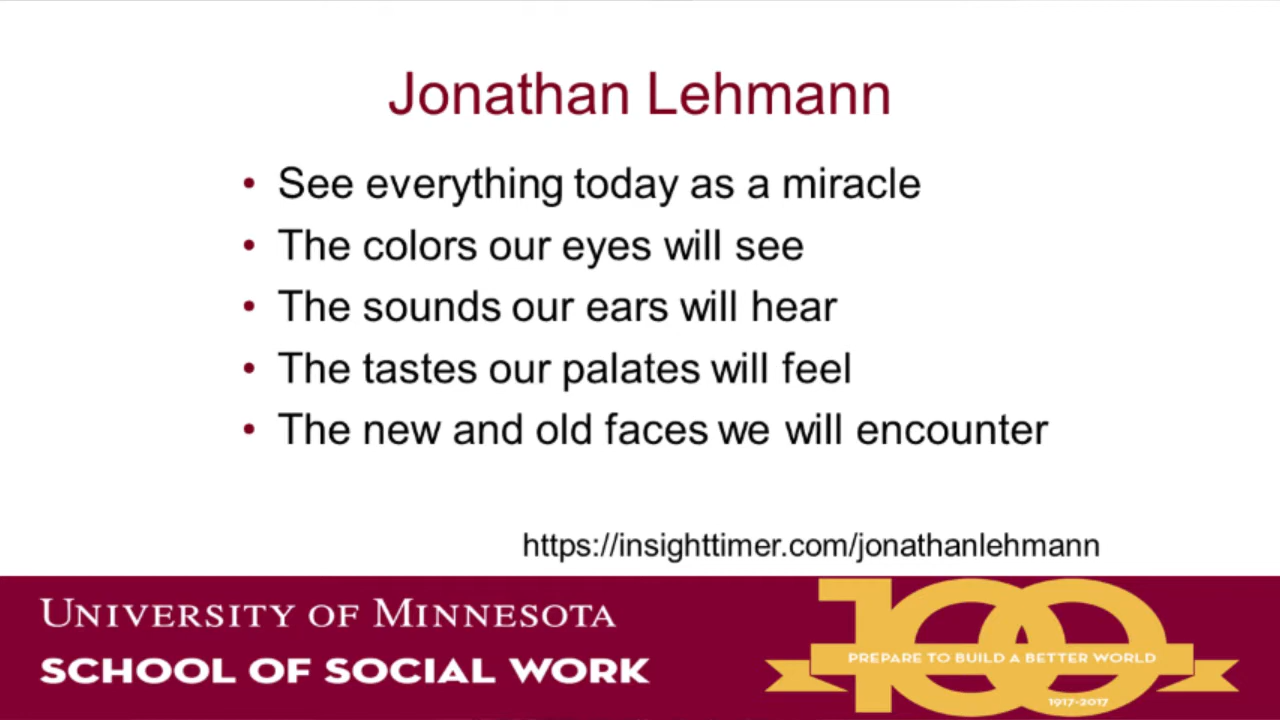 Jonathan Lehmann
• See everything today as a miracle
• The colors our eyes will see
• The sounds our ears will hear
• The tastes our palates will feel
• The new and old faces we will encounter
https://insighttimer.com/jonathanlehmann
UNIVERSITY OF MINNESOTA
SCHOOL OF SOCIAL WORK
100
PREPARE TO BUILD A BETTER WORLD
1917-2017